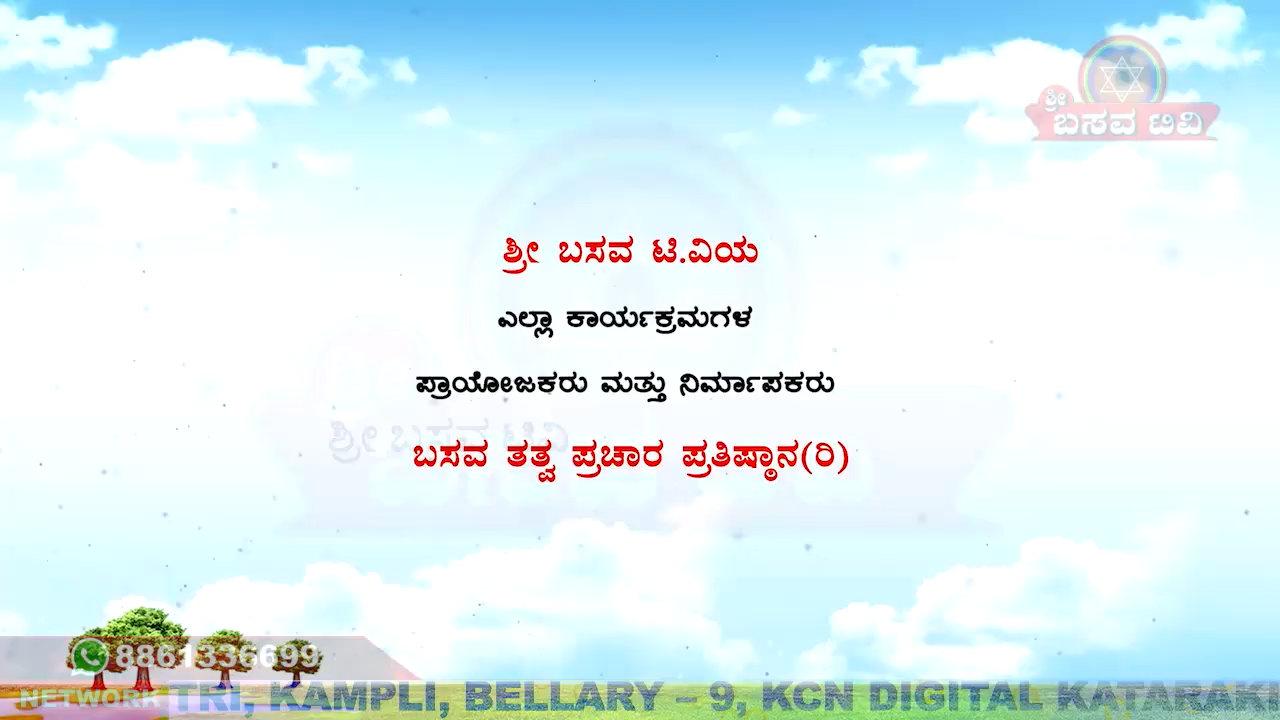 ಶ್ರೀ
ಬಸವ ಟಿವಿ
ಶ್ರೀ ಬಸವ ಟಿ.ವಿಯ
ಎಲ್ಲಾ ಕಾರ್ಯಕ್ರಮಗಳ
ಪ್ರಾಯೋಜಕರು ಮತ್ತು ನಿರ್ಮಾಪಕರು
ಶ್ರೀ ಬಸವ ಟಿವಿ
ಬಸವ ತತ್ವ ಪ್ರಚಾರ ಪ್ರತಿಷ್ಠಾನ(ರಿ)
8861336699
NETWORK TRI, KAMPLI, BELLARY – 9, KCN DIGITAL KATARAKI